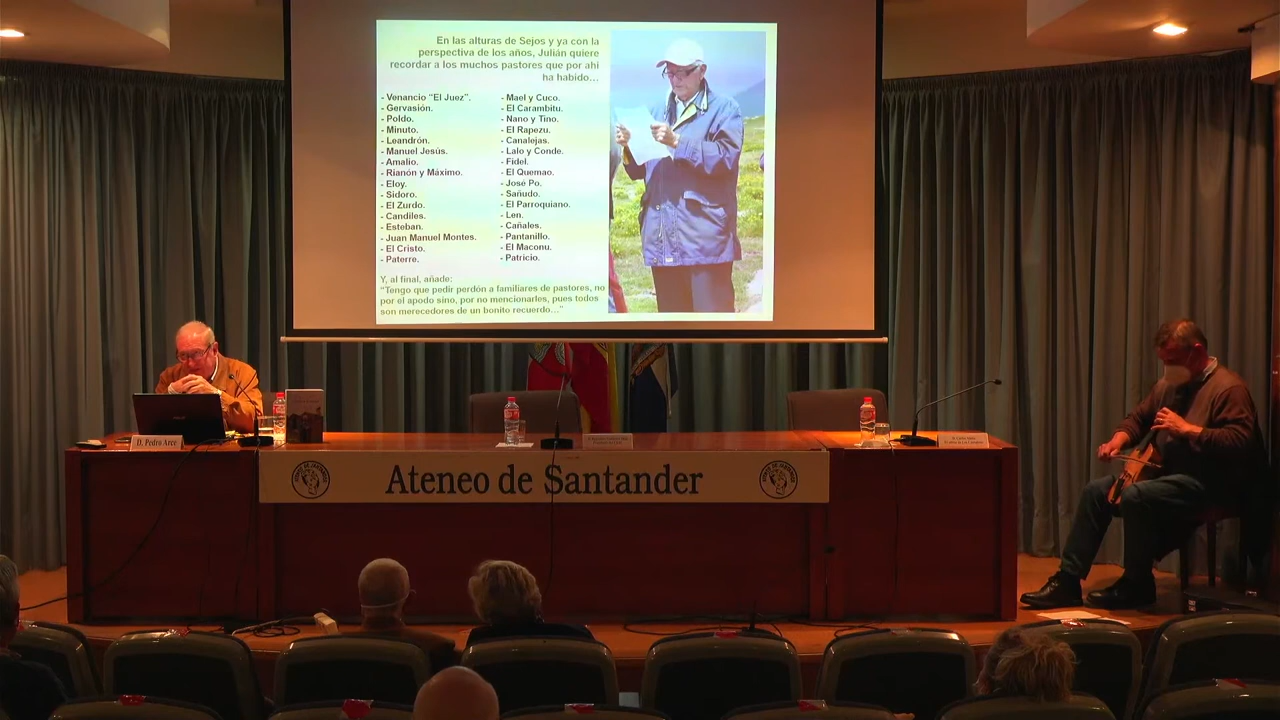 En las alturas de Sejos y ya con la
perspectiva de los años, Julián quiere
recordar a los muchos pastores que por ahí
ha habido...
- Venancio "El Juez".
- Gervasión.
- Poldo.
- Minuto.
- Leandrón.
- Manuel Jesús.
- Amalio.
- Rianón y Máximo.
- Eloy.
- Sidoro.
- El Zurdo.
- Candiles.
- Esteban.
- Juan Manuel Montes.
- El Cristo.
- Paterre.
- Mael y Cuco.
- El Carambitu.
- Nano y Tino.
- El Rapezu.
- Canalejas.
- Lalo y Conde.
- Fidel.
- El Quemao.
- José Po.
- Sañudo.
- El Parroquiano.
- Len.
- Cañales.
- Pantanillo.
- El Maconu.
- Patricio.
Y, al final, añade:
"Tengo que pedir perdón a familiares de pastores, no
por el apodo sino, por no mencionarles, pues todos
son merecedores de un bonito recuerdo..."
D. Pedro Arce
Ateneo de Santander